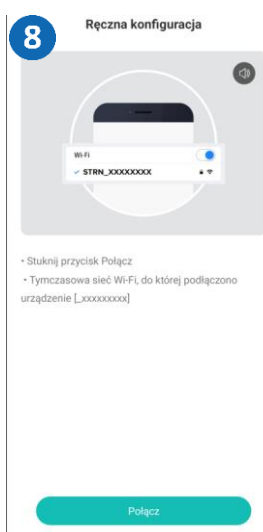 8
Ręczna konfiguracja
Wi-Fi
STRN_XXXXXXXX
• Stuknij przycisk Połącz
• Tymczasowa sieć Wi-Fi, do której podłączono
urządzenie [_xxxxxxxxx]
Połącz